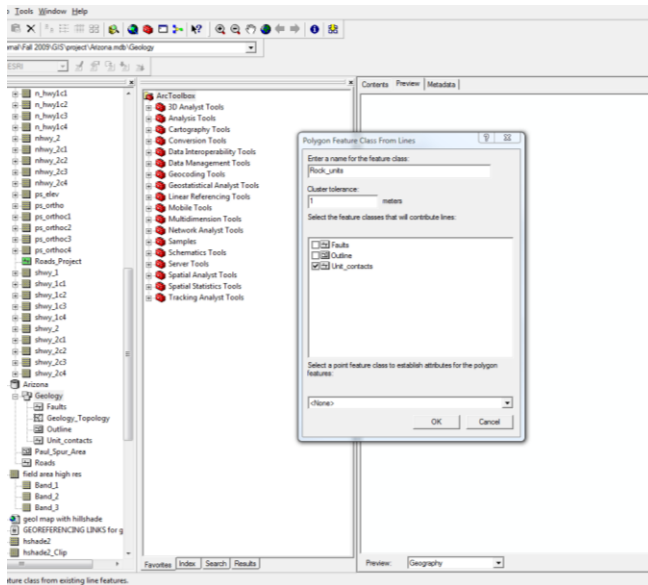 Tools Window Help
ernal\Fall 2009\GIS\project\Arizona.mdb\Geology
ESRI
n_hwy1c1
n_hwy1c2
n_hwy1c3
n_hwy1c4
nhwy_2
nhwy_2c1
nhwy_2c2
nhwy_2c3
nhwy_2c4
ps_elev
ps_ortho
ps_orthoc1
ps_orthoc2
ps_orthoc3
ps_orthoc4
Roads_Project
shwy_1
shwy_1c1
shwy_1c2
shwy_1c3
shwy_1c4
shwy_2
shwy_2c1
shwy_2c2
shwy_2c3
shwy_2c4
Arizona
Geology
Faults
Geology_Topology
Outline
Unit_contacts
Paul_Spur_Area
Roads
field area high res
Band_1
Band_2
Band_3
geol map with hillshade
GEOREFERENCING LINKS for g
hshade2
hshade2_Clip
ArcToolbox
3D Analyst Tools
Analysis Tools
Cartography Tools
Conversion Tools
Data Interoperability Tools
Data Management Tools
Geocoding Tools
Geostatistical Analyst Tools
Linear Referencing Tools
Mobile Tools
Multidimension Tools
Network Analyst Tools
Samples
Schematics Tools
Server Tools
Spatial Analyst Tools
Spatial Statistics Tools
Tracking Analyst Tools
Favorites Index Search Results
Contents Preview Metadata
Polygon Feature Class From Lines
Enter a name for the feature class:
Rock_units
Cluster tolerance:
1 meters
Select the feature classes that will contribute lines:
Faults
Outline
Unit_contacts
Select a point feature class to establish attributes for the polygon
features:
<None>
OK Cancel
Preview: Geography
ture class from existing line features.